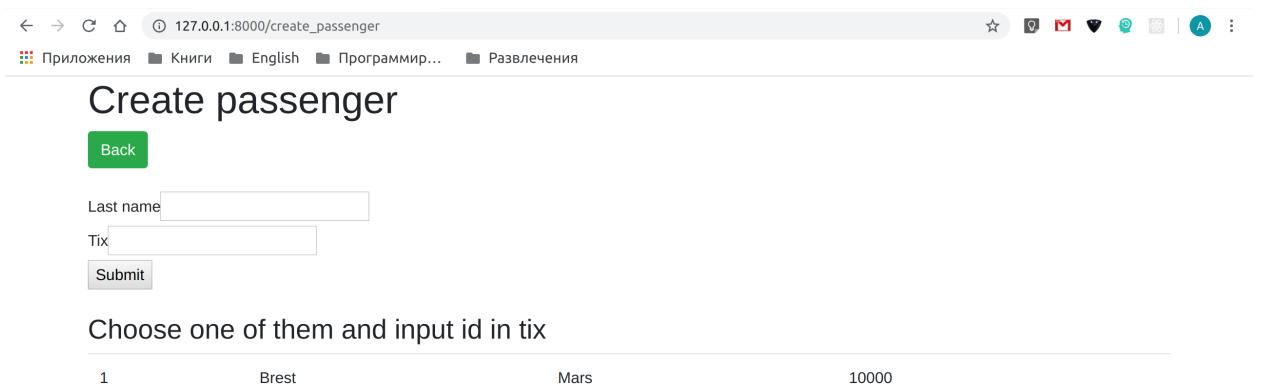 127.0.0.1:8000/create_passenger
A
Приложения Книги English Программир... Развлечения
Create passenger
Back
Last name
Tix
Submit
Choose one of them and input id in tix
1 Brest Mars 10000